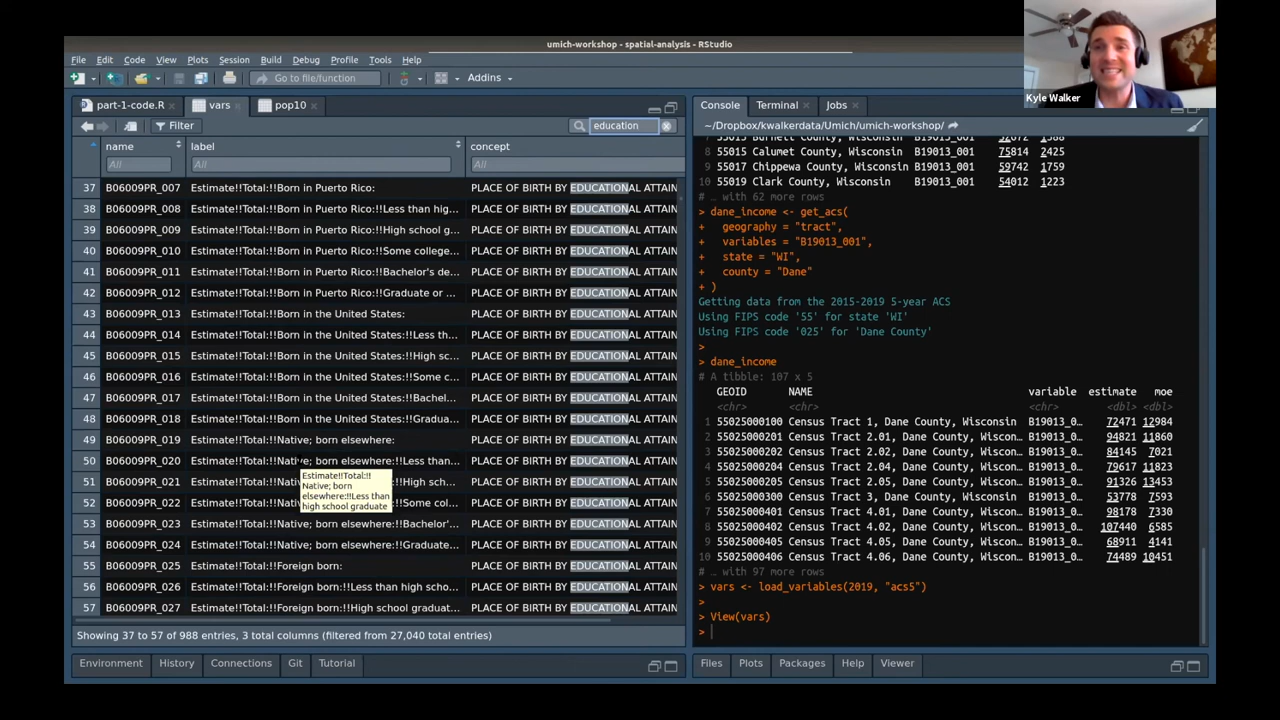 umich-workshop - spatial-analysis - RStudio
File Edit Code View Plots Session Build Debug Profile Tools Help
Go to file/function Addins
Kyle Walker
part-1-code.R vars pop10
Filter education
name label concept
All All All
37 B06009PR_007 Estimate!!Total:!!Born in Puerto Rico: PLACE OF BIRTH BY EDUCATIONAL ATTAIN
38 B06009PR_008 Estimate!!Total:!!Born in Puerto Rico:!!Less than hig... PLACE OF BIRTH BY EDUCATIONAL ATTAIN
39 B06009PR_009 Estimate!!Total:!!Born in Puerto Rico:!!High school g... PLACE OF BIRTH BY EDUCATIONAL ATTAIN
40 B06009PR_010 Estimate!!Total:!!Born in Puerto Rico:!!Some college... PLACE OF BIRTH BY EDUCATIONAL ATTAIN
41 B06009PR_011 Estimate!!Total:!!Born in Puerto Rico:!!Bachelor's de... PLACE OF BIRTH BY EDUCATIONAL ATTAIN
42 B06009PR_012 Estimate!!Total:!!Born in Puerto Rico:!!Graduate or ... PLACE OF BIRTH BY EDUCATIONAL ATTAIN
43 B06009PR_013 Estimate!!Total:!!Born in the United States: PLACE OF BIRTH BY EDUCATIONAL ATTAIN
44 B06009PR_014 Estimate!!Total:!!Born in the United States:!!Less th... PLACE OF BIRTH BY EDUCATIONAL ATTAIN
45 B06009PR_015 Estimate!!Total:!!Born in the United States:!!High sc... PLACE OF BIRTH BY EDUCATIONAL ATTAIN
46 B06009PR_016 Estimate!!Total:!!Born in the United States:!!Some c... PLACE OF BIRTH BY EDUCATIONAL ATTAIN
47 B06009PR_017 Estimate!!Total:!!Born in the United States:!!Bachel... PLACE OF BIRTH BY EDUCATIONAL ATTAIN
48 B06009PR_018 Estimate!!Total:!!Born in the United States:!!Gradua... PLACE OF BIRTH BY EDUCATIONAL ATTAIN
49 B06009PR_019 Estimate!!Total:!!Native; born elsewhere: PLACE OF BIRTH BY EDUCATIONAL ATTAIN
50 B06009PR_020 Estimate!!Total:!!Native; born elsewhere:!!Less than... PLACE OF BIRTH BY EDUCATIONAL ATTAIN
51 B06009PR_021 Estimate!!Total:!!Nati !!High sch... PLACE OF BIRTH BY EDUCATIONAL ATTAIN
52 B06009PR_022 Estimate!!Total:!!Nati !!Some col... PLACE OF BIRTH BY EDUCATIONAL ATTAIN
53 B06009PR_023 Estimate!!Total:!!Native; born elsewhere:!!Bachelor'... PLACE OF BIRTH BY EDUCATIONAL ATTAIN
54 B06009PR_024 Estimate!!Total:!!Native; born elsewhere:!!Graduate... PLACE OF BIRTH BY EDUCATIONAL ATTAIN
55 B06009PR_025 Estimate!!Total:!!Foreign born: PLACE OF BIRTH BY EDUCATIONAL ATTAIN
56 B06009PR_026 Estimate!!Total:!!Foreign born:!!Less than high scho... PLACE OF BIRTH BY EDUCATIONAL ATTAIN
57 B06009PR_027 Estimate!!Total:!!Foreign born:!!High school graduat... PLACE OF BIRTH BY EDUCATIONAL ATTAIN
Estimate!!Total:!!
Native; born
elsewhere:!!Less than
high school graduate
Showing 37 to 57 of 988 entries, 3 total columns (filtered from 27,040 total entries)
Environment History Connections Git Tutorial
Console Terminal Jobs
~/Dropbox/kwalkerdata/Umich/umich-workshop/
7 55013 Burnett County, Wisconsin B19013_001
8 55015 Calumet County, Wisconsin B19013_001 75814 2425
9 55017 Chippewa County, Wisconsin B19013_001 59742 1759
10 55019 Clark County, Wisconsin B19013_001 54012 1223
# … with 62 more rows
> dane_income <- get_acs(
+ geography = "tract",
+ variables = "B19013_001",
+ state = "WI",
+ county = "Dane"
+ )
Getting data from the 2015-2019 5-year ACS
Using FIPS code '55' for state 'WI'
Using FIPS code '025' for 'Dane County'
>
> dane_income
# A tibble: 107 x 5
GEOID NAME variable estimate moe
<chr> <chr> <chr> <dbl> <dbl>
1 55025000100 Census Tract 1, Dane County, Wisconsin B19013_0… 72471 12984
2 55025000201 Census Tract 2.01, Dane County, Wiscon… B19013_0… 94821 11860
3 55025000202 Census Tract 2.02, Dane County, Wiscon… B19013_0… 84145 7021
4 55025000204 Census Tract 2.04, Dane County, Wiscon… B19013_0… 79617 11823
5 55025000205 Census Tract 2.05, Dane County, Wiscon… B19013_0… 91326 13453
6 55025000300 Census Tract 3, Dane County, Wisconsin B19013_0… 53778 7593
7 55025000401 Census Tract 4.01, Dane County, Wiscon… B19013_0… 98178 7330
8 55025000402 Census Tract 4.02, Dane County, Wiscon… B19013_0… 107440 6585
9 55025000405 Census Tract 4.05, Dane County, Wiscon… B19013_0… 68911 4141
10 55025000406 Census Tract 4.06, Dane County, Wiscon… B19013_0… 74489 10451
# … with 97 more rows
> vars <- load_variables(2019, "acs5")
>
> View(vars)
>
Files Plots Packages Help Viewer